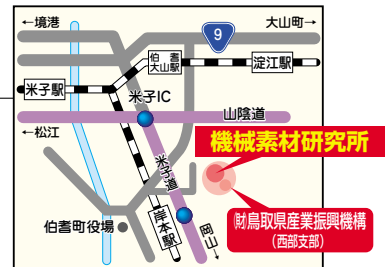 ←境港
大山町→
9
伯耆
大山駅
淀江駅
米子駅
米子IC
山陰道
←松江
機械素材研究所
米子道
㈶鳥取県産業振興機構
(西部支部)
伯耆町役場
岸本駅
岡山→